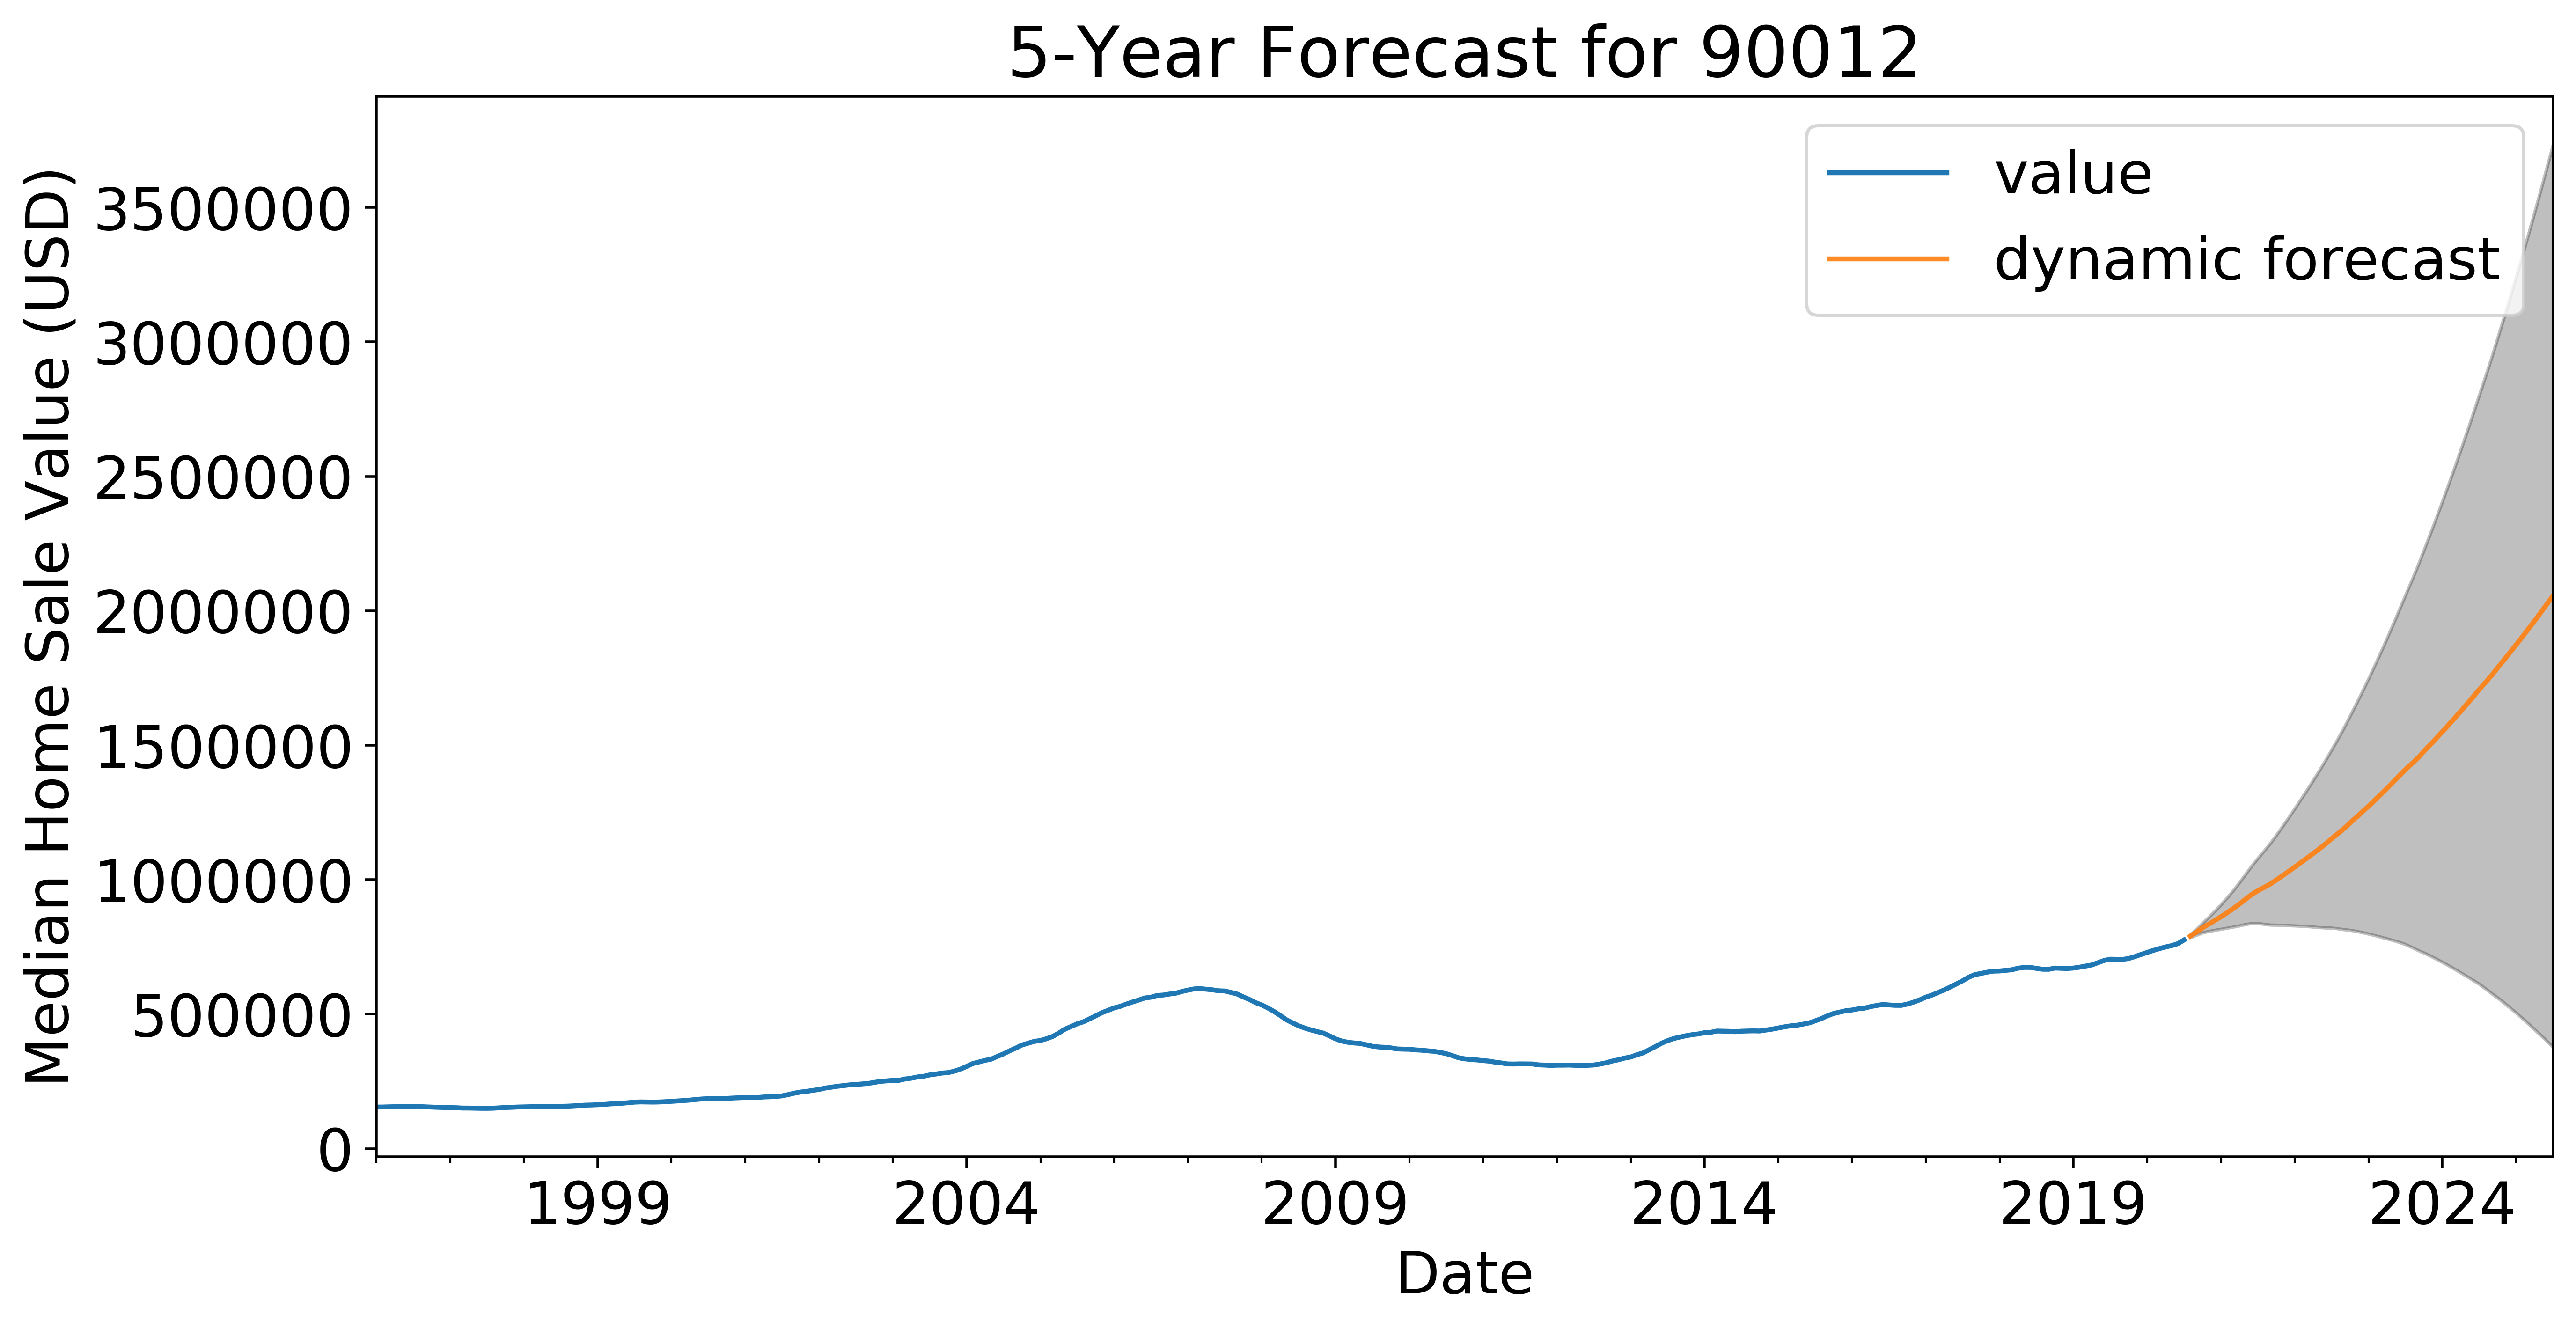 5-Year Forecast for 90012
value
dynamic forecast
Median Home Sale Value (USD)
3500000
3000000
2500000
2000000
1500000
1000000
500000
0
1999 2004 2009 2014 2019 2024
Date